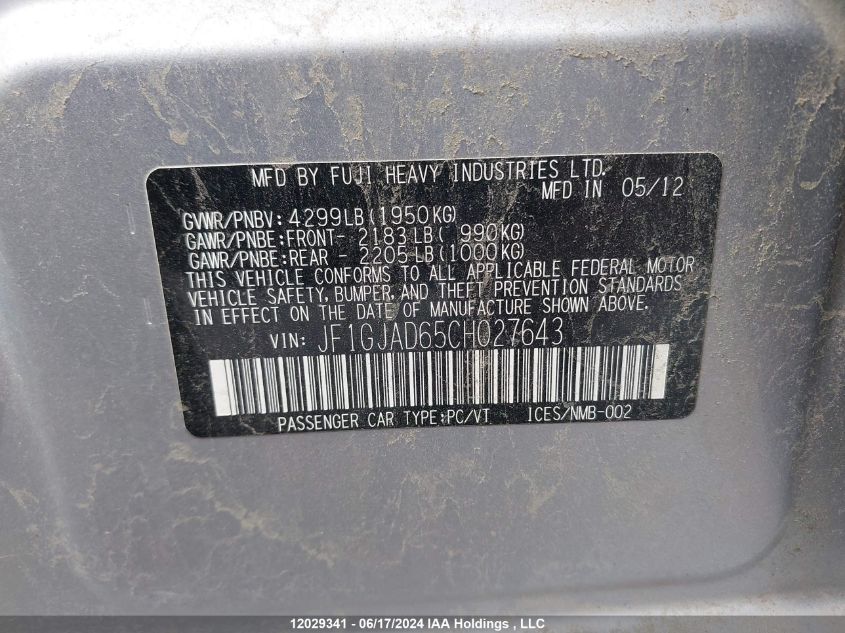 MFD BY FUJI HEAVY INDUSTRIES LTD.
MFD IN 05/12
GVWR/PNBV: 4299LB(1950KG)
GAWR/PNBE:FRONT- 2183LB( 990KG)
GAWR/PNBE:REAR - 2205LB(1000KG)
THIS VEHICLE CONFORMS TO ALL APPLICABLE FEDERAL MOTOR
VEHICLE SAFETY, BUMPER, AND THEFT PREVENTION STANDARDS
IN EFFECT ON THE DATE OF MANUFACTURE SHOWN ABOVE.
VIN: JF1GJAD65CH027643
PASSENGER CAR TYPE:PC/VT ICES/NMB-002
12029341 - 06/17/2024 IAA Holdings , LLC